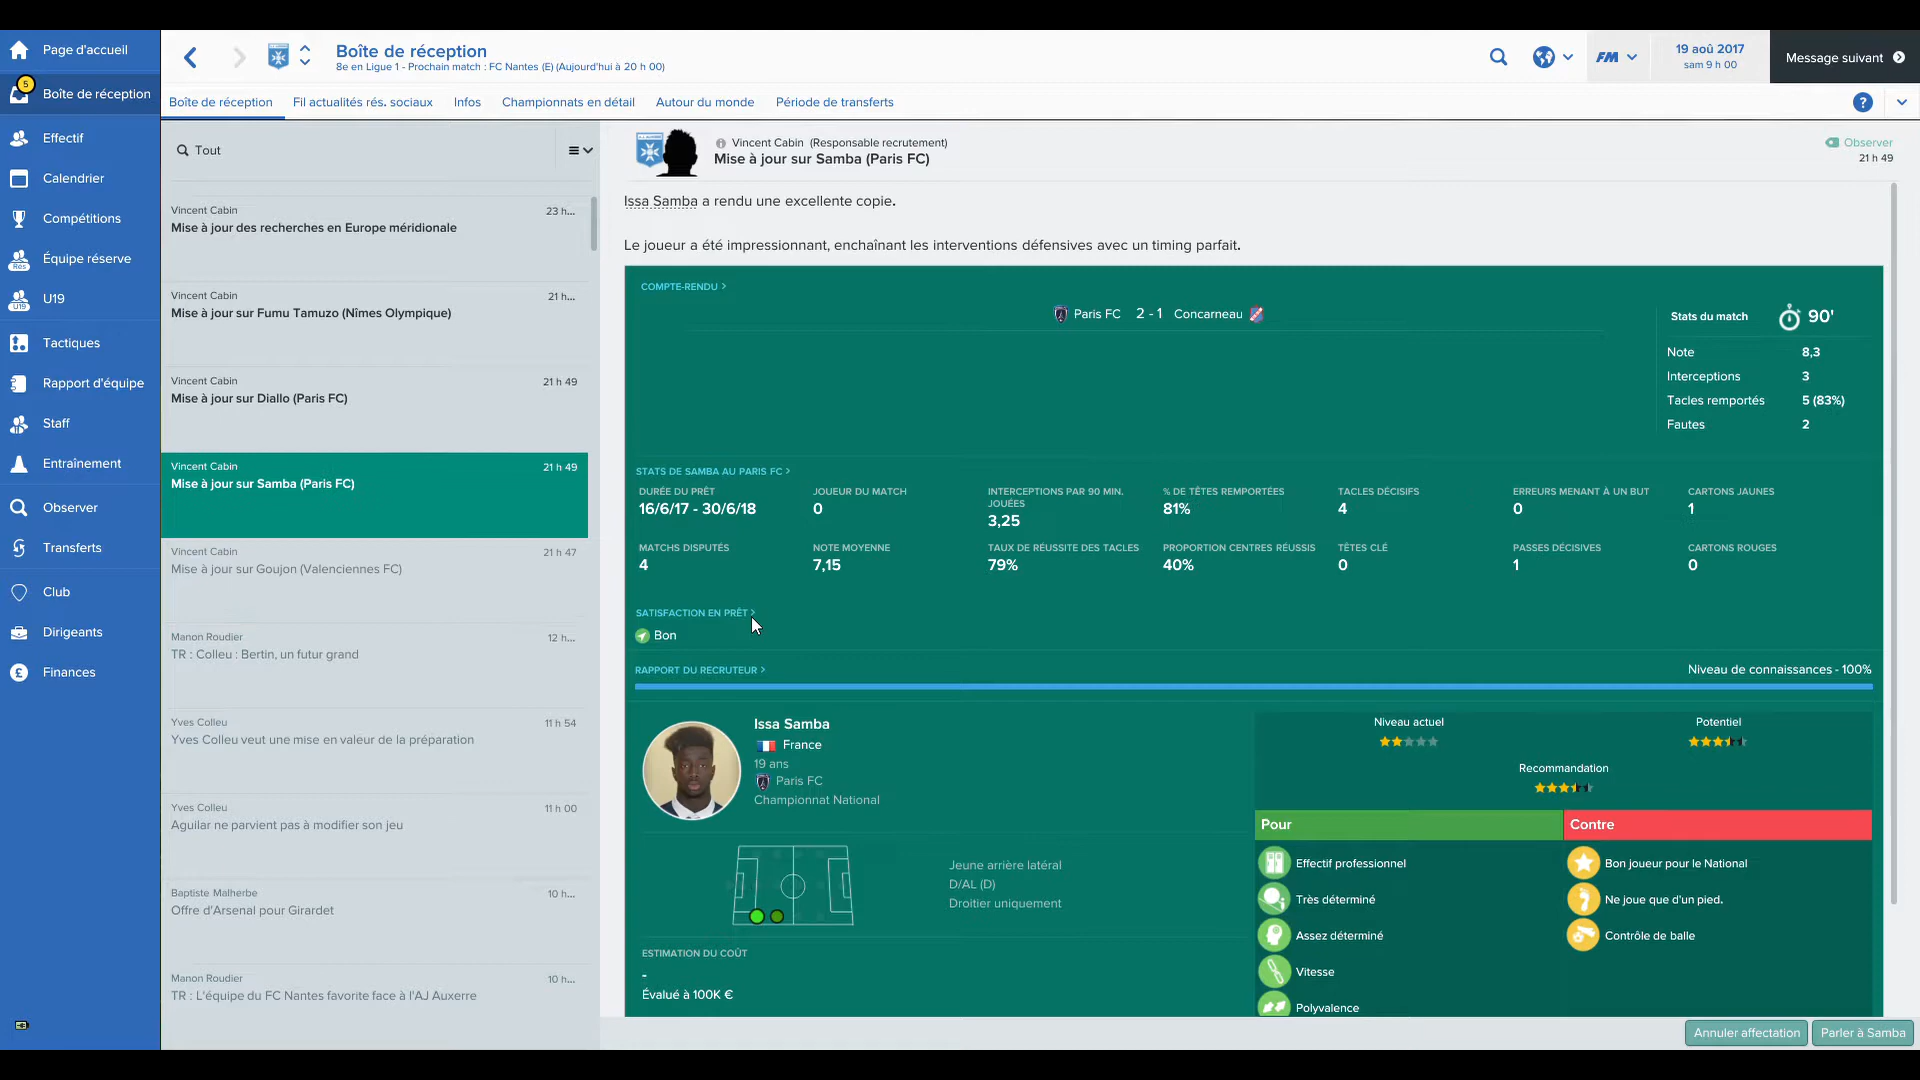 Page d'accueil
5
Boîte de réception
Effectif
Calendrier
Compétitions
Rés
Équipe réserve
U19
U19
Tactiques
Rapport d'équipe
Staff
Entraînement
Observer
Transferts
Club
Dirigeants
Finances
Boîte de réception
8e en Ligue 1 - Prochain match : FC Nantes (E) (Aujourd'hui à 20 h 00)
FM
19 aoû 2017
sam 9 h 00
Message suivant
Boîte de réception
Fil actualités rés. sociaux
Infos
Championnats en détail
Autour du monde
Période de transferts
?
Tout
Vincent Cabin 23 h...
Mise à jour des recherches en Europe méridionale
Vincent Cabin 21 h...
Mise à jour sur Fumu Tamuzo (Nîmes Olympique)
Vincent Cabin 21 h 49
Mise à jour sur Diallo (Paris FC)
Vincent Cabin 21 h 49
Mise à jour sur Samba (Paris FC)
Vincent Cabin 21 h 47
Mise à jour sur Goujon (Valenciennes FC)
Manon Roudier 12 h...
TR : Colleu : Bertin, un futur grand
Yves Colleu 11 h 54
Yves Colleu veut une mise en valeur de la préparation
Yves Colleu 11 h 00
Aguilar ne parvient pas à modifier son jeu
Baptiste Malherbe 10 h...
Offre d'Arsenal pour Girardet
Manon Roudier 10 h...
TR : L'équipe du FC Nantes favorite face à l'AJ Auxerre
Vincent Cabin (Responsable recrutement)
Mise à jour sur Samba (Paris FC)
Observer
21 h 49
Issa Samba a rendu une excellente copie.
Le joueur a été impressionnant, enchaînant les interventions défensives avec un timing parfait.
COMPTE-RENDU >
Paris FC 2 - 1 Concarneau
Stats du match 90'
Note 8,3
Interceptions 3
Tacles remportés 5 (83%)
Fautes 2
STATS DE SAMBA AU PARIS FC >
DURÉE DU PRÊT
16/6/17 - 30/6/18
JOUEUR DU MATCH
0
INTERCEPTIONS PAR 90 MIN.
JOUÉES
3,25
% DE TÊTES REMPORTÉES
81%
TACLES DÉCISIFS
4
ERREURS MENANT À UN BUT
0
CARTONS JAUNES
1
MATCHS DISPUTÉS
4
NOTE MOYENNE
7,15
TAUX DE RÉUSSITE DES TACLES
79%
PROPORTION CENTRES RÉUSSIS
40%
TÊTES CLÉ
0
PASSES DÉCISIVES
1
CARTONS ROUGES
0
SATISFACTION EN PRÊT >
Bon
RAPPORT DU RECRUTEUR >
Niveau de connaissances - 100%
Issa Samba
France
19 ans
Paris FC
Championnat National
Jeune arrière latéral
D/AL (D)
Droitier uniquement
ESTIMATION DU COÛT
-
Évalué à 100K €
Niveau actuel
Potentiel
Recommandation
Pour
Effectif professionnel
Très déterminé
Assez déterminé
Vitesse
Polyvalence
Contre
Bon joueur pour le National
Ne joue que d'un pied.
Contrôle de balle
Annuler affectation
Parler à Samba